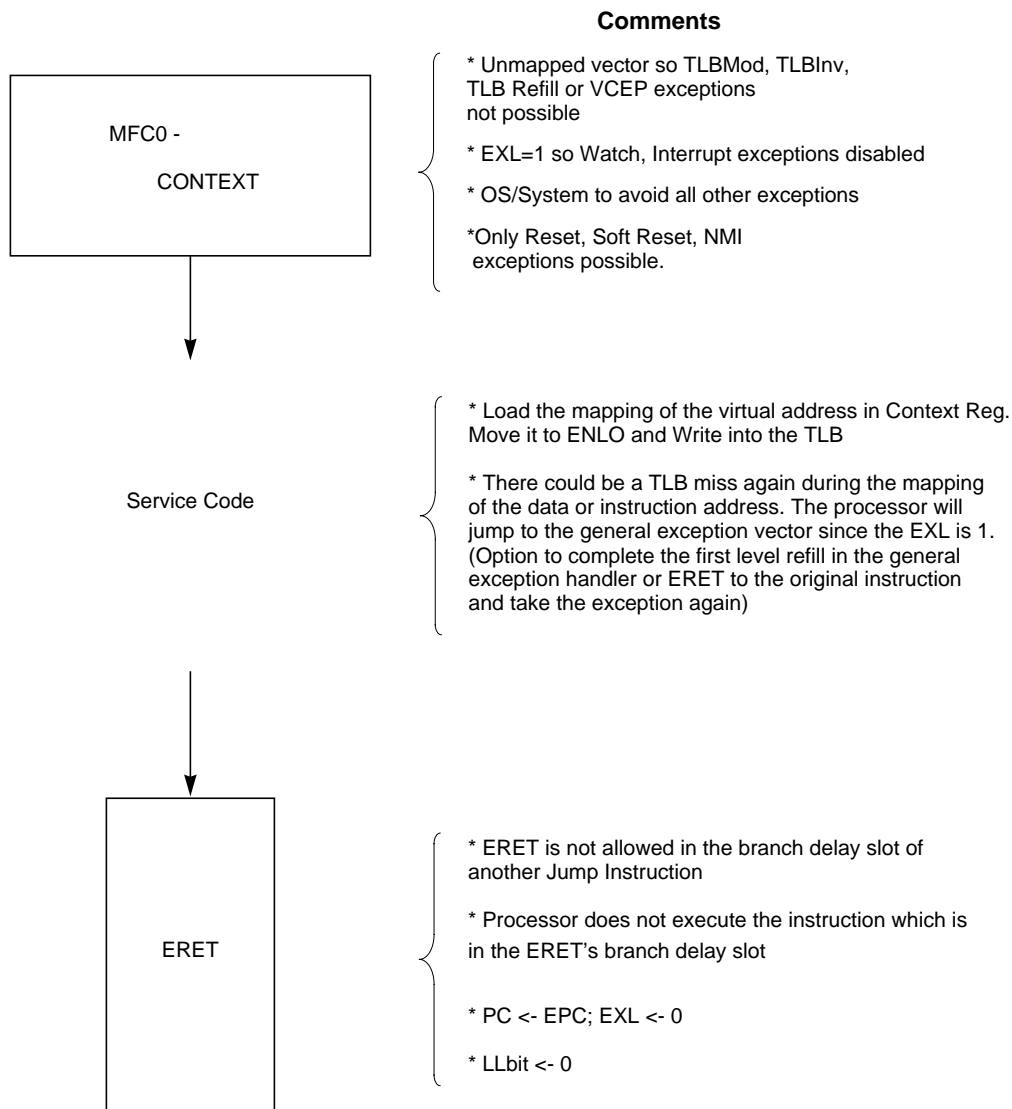 Comments
MFC0 -
CONTEXT
* Unmapped vector so TLBMod, TLBInv,
TLB Refill or VCEP exceptions
not possible
* EXL=1 so Watch, Interrupt exceptions disabled
* OS/System to avoid all other exceptions
*Only Reset, Soft Reset, NMI
exceptions possible.
Service Code
* Load the mapping of the virtual address in Context Reg.
Move it to ENLO and Write into the TLB
* There could be a TLB miss again during the mapping
of the data or instruction address. The processor will
jump to the general exception vector since the EXL is 1.
(Option to complete the first level refill in the general
exception handler or ERET to the original instruction
and take the exception again)
ERET
* ERET is not allowed in the branch delay slot of
another Jump Instruction
* Processor does not execute the instruction which is
in the ERET’s branch delay slot
* PC <- EPC; EXL <- 0
* LLbit <- 0